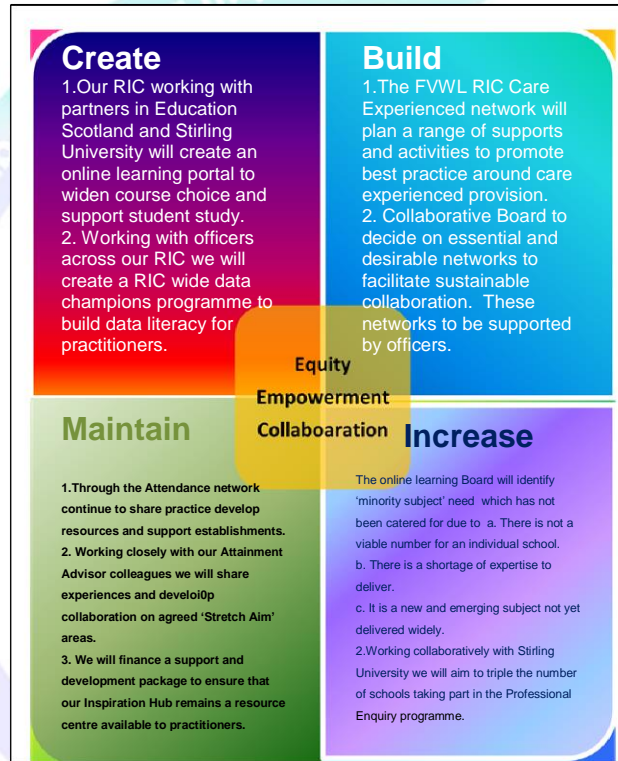 Create
1.Our RIC working with
partners in Education
Scotland and Stirling
University will create an
online learning portal to
widen course choice and
support student study.
2. Working with officers
across our RIC we will
create a RIC wide data
champions programme to
build data literacy for
practitioners.
Build
1.The FVWL RIC Care
Experienced network will
plan a range of supports
and activities to promote
best practice around care
experienced provision.
2. Collaborative Board to
decide on essential and
desirable networks to
facilitate sustainable
collaboration. These
networks to be supported
by officers.
Equity
Empowerment
Collaboaration
Maintain
1.Through the Attendance network
continue to share practice develop
resources and support establishments.
2. Working closely with our Attainment
Advisor colleagues we will share
experiences and develoi0p
collaboration on agreed ‘Stretch Aim’
areas.
3. We will finance a support and
development package to ensure that
our Inspiration Hub remains a resource
centre available to practitioners.
Increase
The online learning Board will identify
‘minority subject’ need which has not
been catered for due to a. There is not a
viable number for an individual school.
b. There is a shortage of expertise to
deliver.
c. It is a new and emerging subject not yet
delivered widely.
2.Working collaboratively with Stirling
University we will aim to triple the number
of schools taking part in the Professional
Enquiry programme.